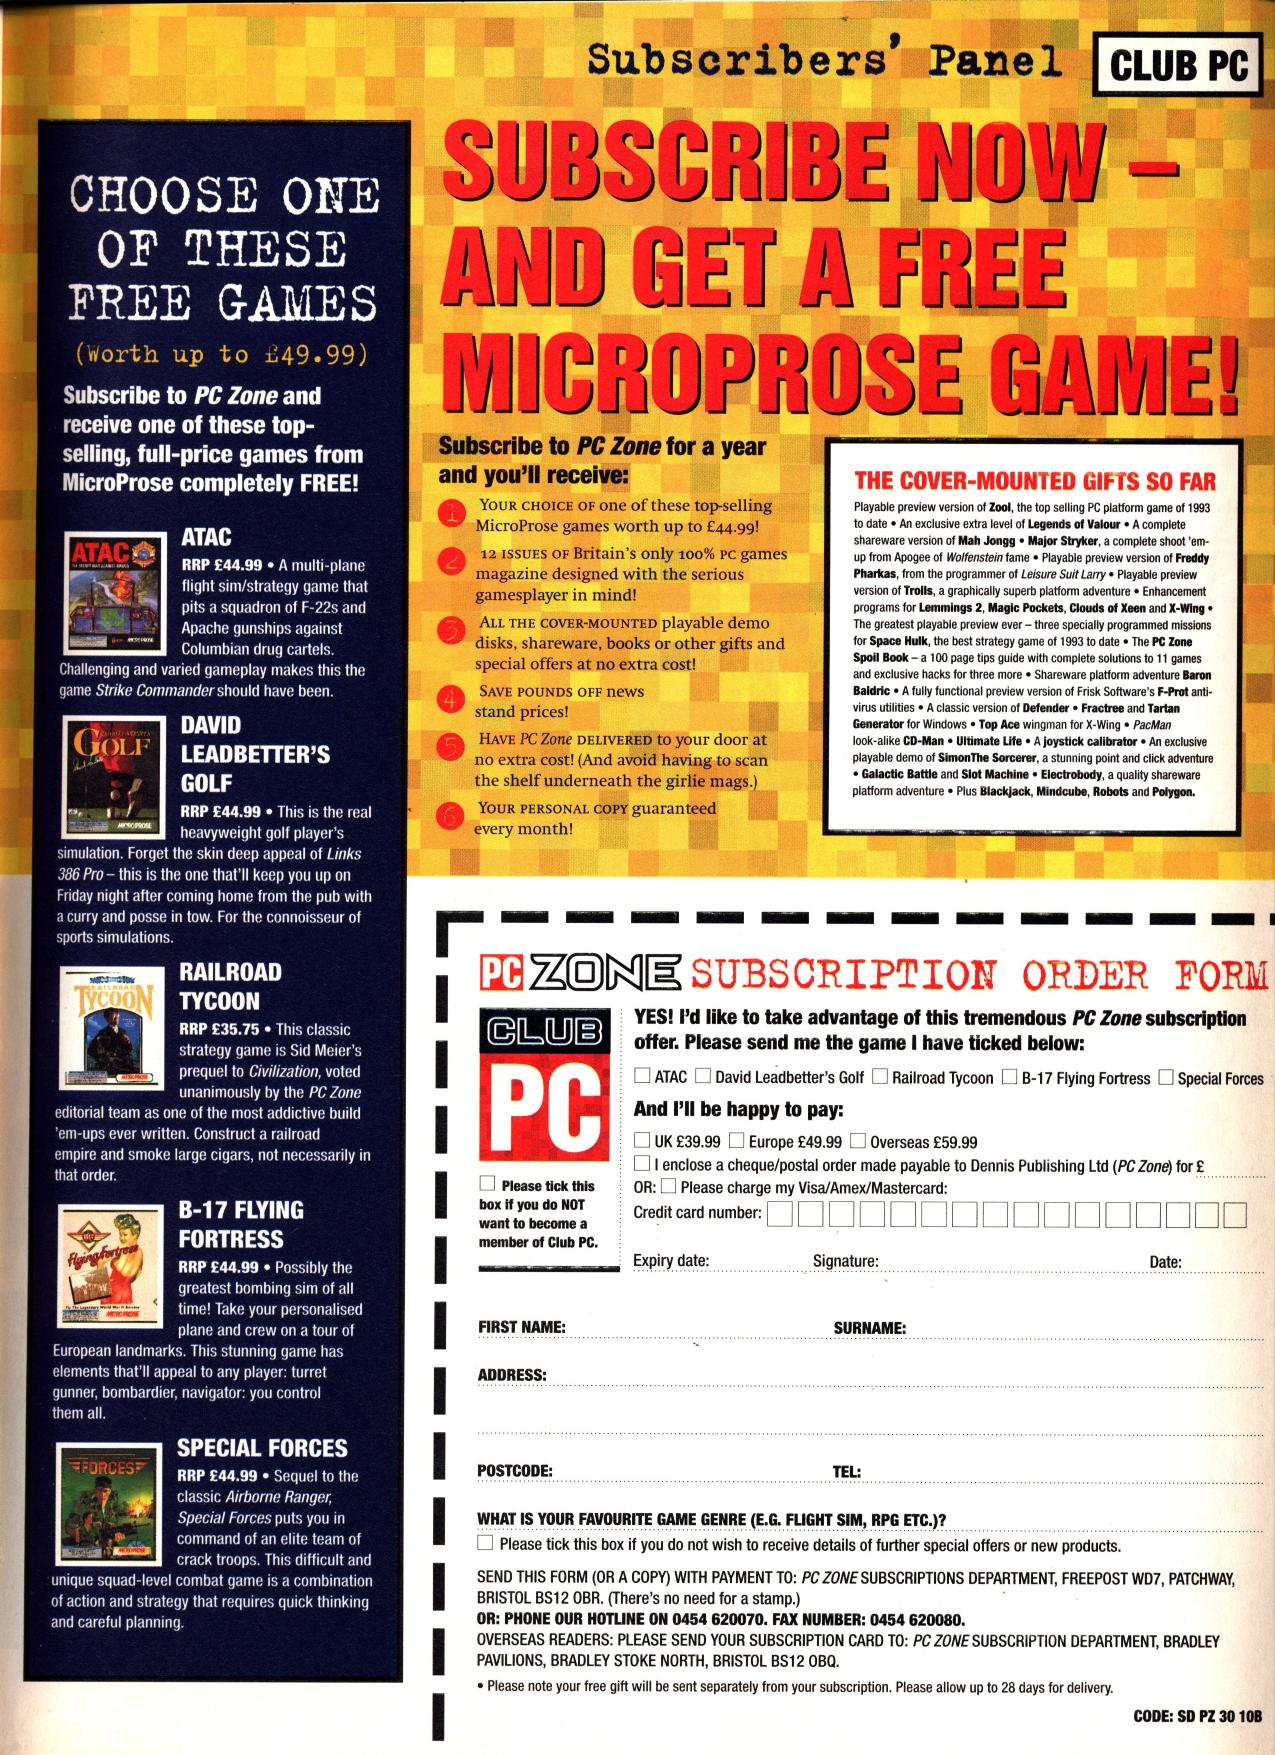 Subscribers' Panel
CLUB PC
CHOOSE ONE
OF THESE
FREE GAMES
(Worth up to £49.99)
Subscribe to PC Zone and
receive one of these top-
selling, full-price games from
MicroProse completely FREE!
ATAC
RRP £44.99 • A multi-plane
flight sim/strategy game that
pits a squadron of F-22s and
Apache gunships against
Columbian drug cartels.
Challenging and varied gameplay makes this the
game Strike Commander should have been.
DAVID
LEADBETTER'S
GOLF
RRP £44.99 • This is the real
heavyweight golf player's
simulation. Forget the skin deep appeal of Links
386 Pro – this is the one that'll keep you up on
Friday night after coming home from the pub with
a curry and posse in tow. For the connoisseur of
sports simulations.
RAILROAD
TYCOON
RRP £35.75 • This classic
strategy game is Sid Meier's
prequel to Civilization, voted
unanimously by the PC Zone
editorial team as one of the most addictive build
'em-ups ever written. Construct a railroad
empire and smoke large cigars, not necessarily in
that order.
B-17 FLYING
FORTRESS
RRP £44.99 • Possibly the
greatest bombing sim of all
time! Take your personalised
plane and crew on a tour of
European landmarks. This stunning game has
elements that'll appeal to any player: turret
gunner, bombardier, navigator: you control
them all.
SPECIAL FORCES
RRP £44.99 • Sequel to the
classic Airborne Ranger,
Special Forces puts you in
command of an elite team of
crack troops. This difficult and
unique squad-level combat game is a combination
of action and strategy that requires quick thinking
and careful planning.
SUBSCRIBE NOW –
AND GET A FREE
MICROPROSE GAME!
Subscribe to PC Zone for a year
and you'll receive:
1 YOUR CHOICE OF one of these top-selling
MicroProse games worth up to £44.99!
2 12 ISSUES OF Britain's only 100% PC games
magazine designed with the serious
gamesplayer in mind!
3 ALL THE COVER-MOUNTED playable demo
disks, shareware, books or other gifts and
special offers at no extra cost!
4 SAVE POUNDS OFF news
stand prices!
5 HAVE PC Zone DELIVERED to your door at
no extra cost! (And avoid having to scan
the shelf underneath the girlie mags.)
6 YOUR PERSONAL COPY guaranteed
every month!
THE COVER-MOUNTED GIFTS SO FAR
Playable preview version of Zool, the top selling PC platform game of 1993
to date • An exclusive extra level of Legends of Valour • A complete
shareware version of Mah Jongg • Major Stryker, a complete shoot 'em-
up from Apogee of Wolfenstein fame • Playable preview version of Freddy
Pharkas, from the programmer of Leisure Suit Larry • Playable preview
version of Trolls, a graphically superb platform adventure • Enhancement
programs for Lemmings 2, Magic Pockets, Clouds of Xeen and X-Wing •
The greatest playable preview ever – three specially programmed missions
for Space Hulk, the best strategy game of 1993 to date • The PC Zone
Spoil Book – a 100 page tips guide with complete solutions to 11 games
and exclusive hacks for three more • Shareware platform adventure Baron
Baldric • A fully functional preview version of Frisk Software's F-Prot anti-
virus utilities • A classic version of Defender • Fractree and Tartan
Generator for Windows • Top Ace wingman for X-Wing • PacMan
look-alike CD-Man • Ultimate Life • A joystick calibrator • An exclusive
playable demo of SimonThe Sorcerer, a stunning point and click adventure
• Galactic Battle and Slot Machine • Electrobody, a quality shareware
platform adventure • Plus Blackjack, Mindcube, Robots and Polygon.
PC ZONE SUBSCRIPTION ORDER FORM
CLUB
PC
Please tick this
box if you do NOT
want to become a
member of Club PC.
YES! I'd like to take advantage of this tremendous PC Zone subscription
offer. Please send me the game I have ticked below:
ATAC David Leadbetter's Golf Railroad Tycoon B-17 Flying Fortress Special Forces
And I'll be happy to pay:
UK £39.99 Europe £49.99 Overseas £59.99
I enclose a cheque/postal order made payable to Dennis Publishing Ltd (PC Zone) for £
OR: Please charge my Visa/Amex/Mastercard:
Credit card number:
Expiry date: Signature: Date:
FIRST NAME: SURNAME:
ADDRESS:
POSTCODE: TEL:
WHAT IS YOUR FAVOURITE GAME GENRE (E.G. FLIGHT SIM, RPG ETC.)?
Please tick this box if you do not wish to receive details of further special offers or new products.
SEND THIS FORM (OR A COPY) WITH PAYMENT TO: PC ZONE SUBSCRIPTIONS DEPARTMENT, FREEPOST WD7, PATCHWAY,
BRISTOL BS12 0BR. (There's no need for a stamp.)
OR: PHONE OUR HOTLINE ON 0454 620070. FAX NUMBER: 0454 620080.
OVERSEAS READERS: PLEASE SEND YOUR SUBSCRIPTION CARD TO: PC ZONE SUBSCRIPTION DEPARTMENT, BRADLEY
PAVILIONS, BRADLEY STOKE NORTH, BRISTOL BS12 0BQ.
• Please note your free gift will be sent separately from your subscription. Please allow up to 28 days for delivery.
CODE: SD PZ 30 10B